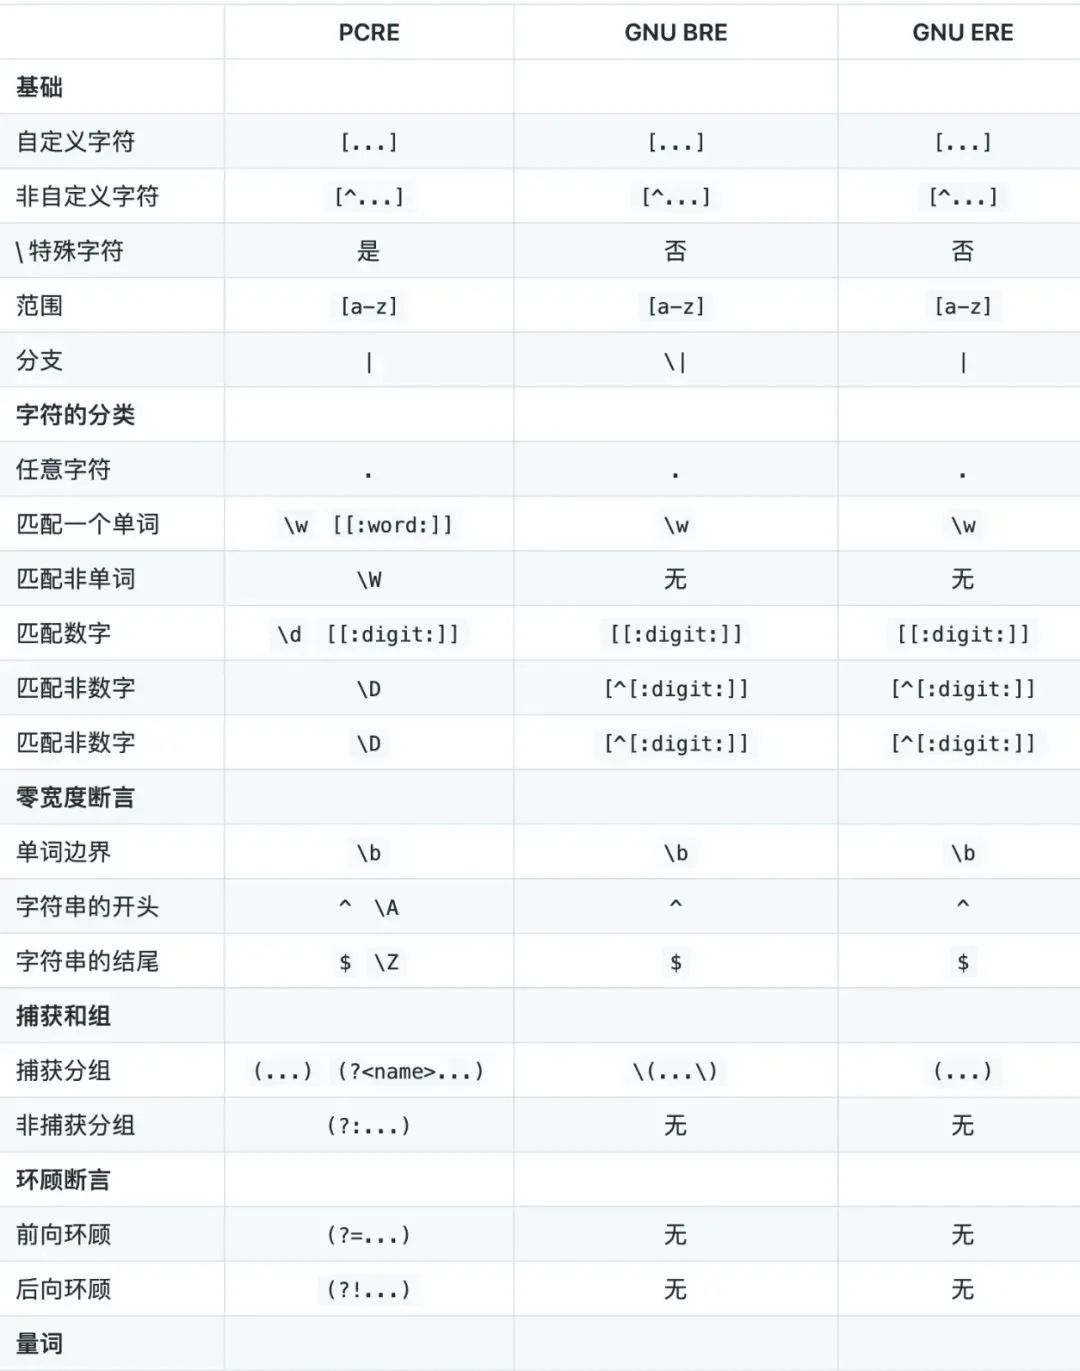 PCRE GNU BRE GNU ERE
基础
自定义字符 [...] [...] [...]
非自定义字符 [^...] [^...] [^...]
\ 特殊字符 是 否 否
范围 [a-z] [a-z] [a-z]
分支 | \| |
字符的分类
任意字符 . . .
匹配一个单词 \w [[:word:]] \w \w
匹配非单词 \W 无 无
匹配数字 \d [[:digit:]] [[:digit:]] [[:digit:]]
匹配非数字 \D [^[:digit:]] [^[:digit:]]
匹配非数字 \D [^[:digit:]] [^[:digit:]]
零宽度断言
单词边界 \b \b \b
字符串的开头 ^ \A ^ ^
字符串的结尾 $ \Z $ $
捕获和组
捕获分组 (...) (?<name>...) \(...\) (...)
非捕获分组 (?:...) 无 无
环顾断言
前向环顾 (?=...) 无 无
后向环顾 (?!...) 无 无
量词